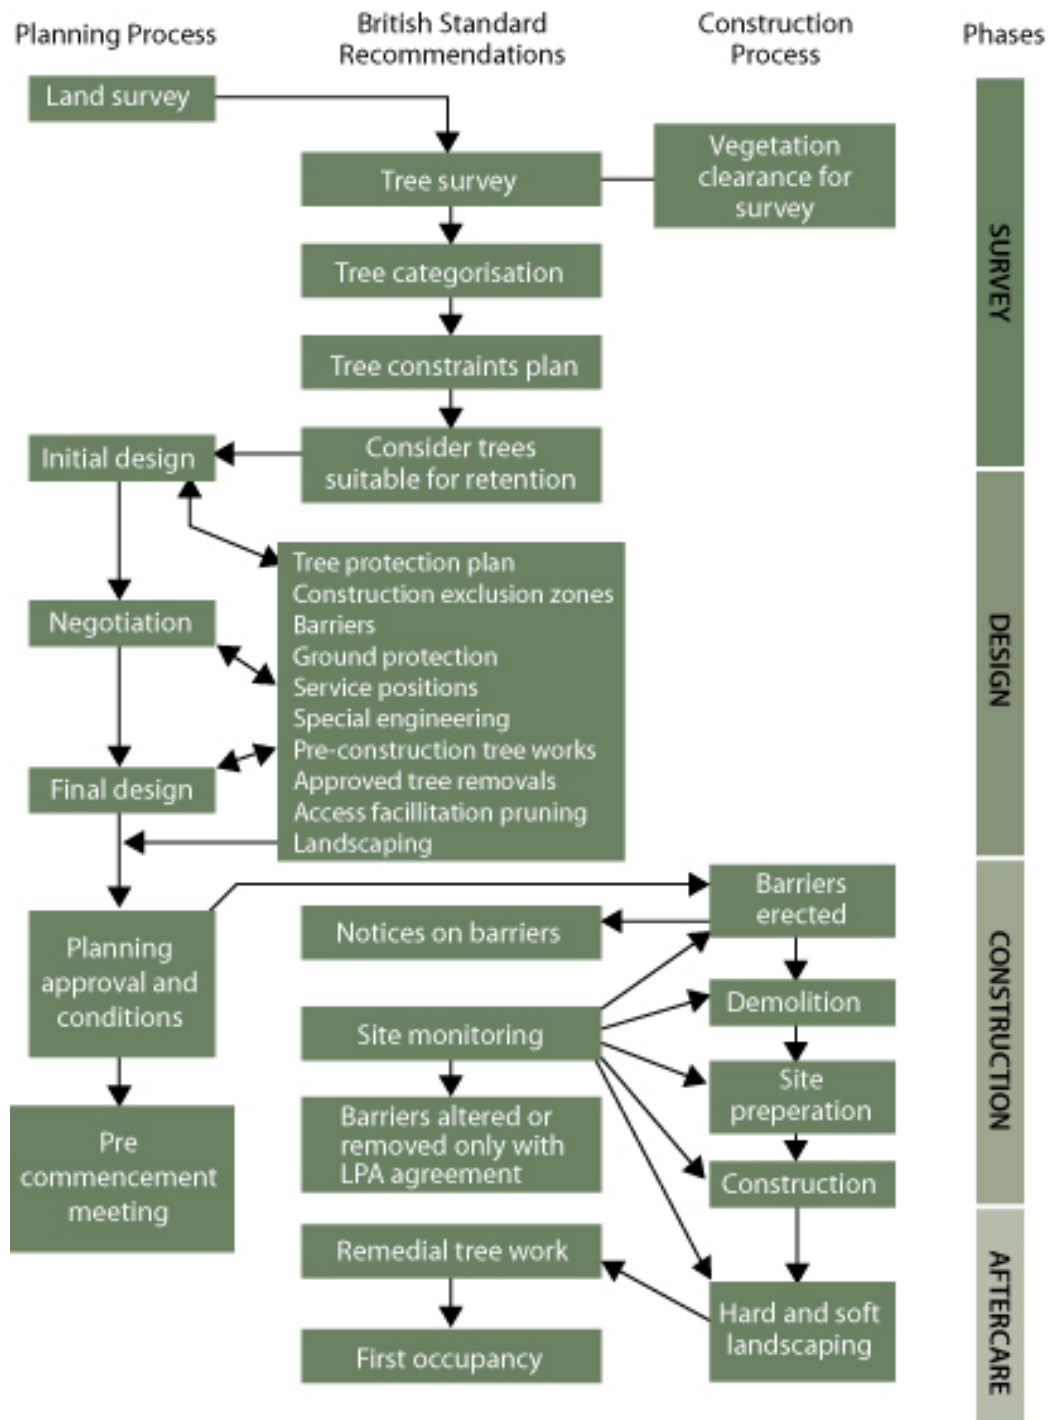 Planning Process
British Standard
Recommendations
Construction
Process
Phases
Land survey
Tree survey
Vegetation
clearance for
survey
Tree categorisation
Tree constraints plan
Consider trees
suitable for retention
Initial design
SURVEY
Tree protection plan
Construction exclusion zones
Barriers
Ground protection
Service positions
Special engineering
Pre-construction tree works
Approved tree removals
Access facillitation pruning
Landscaping
Negotiation
Final design
DESIGN
Planning
approval and
conditions
Pre
commencement
meeting
Notices on barriers
Site monitoring
Barriers altered or
removed only with
LPA agreement
Barriers
erected
Demolition
Site
preperation
Construction
CONSTRUCTION
Remedial tree work
First occupancy
Hard and soft
landscaping
AFTERCARE